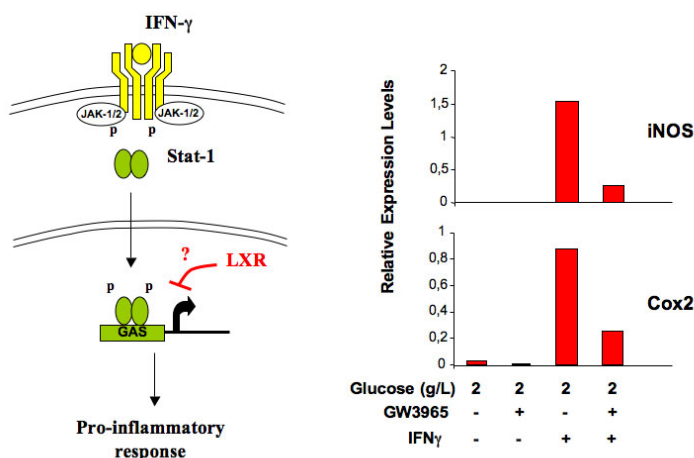 IFN-γ
JAK-1/2
JAK-1/2
p
p
Stat-1
?
LXR
p
p
GAS
Pro-inflammatory
response
Relative Expression Levels
2
1,5
1
0,5
0
iNOS
1
0,8
0,6
0,4
0,2
0
Cox2
Glucose (g/L) 2 2 2 2
GW3965 - + - +
IFNγ - - + +